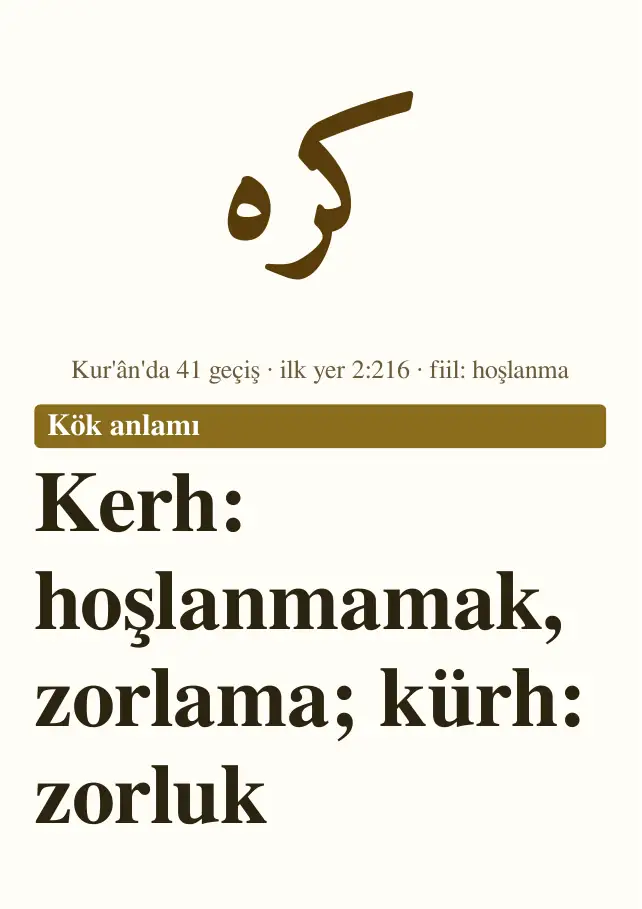 كره
Kur'ân'da 41 geçiş · ilk yer 2:216 · fiil: hoşlanma
Kök anlamı
Kerh:
hoşlanmamak,
zorlama; kürh:
zorluk